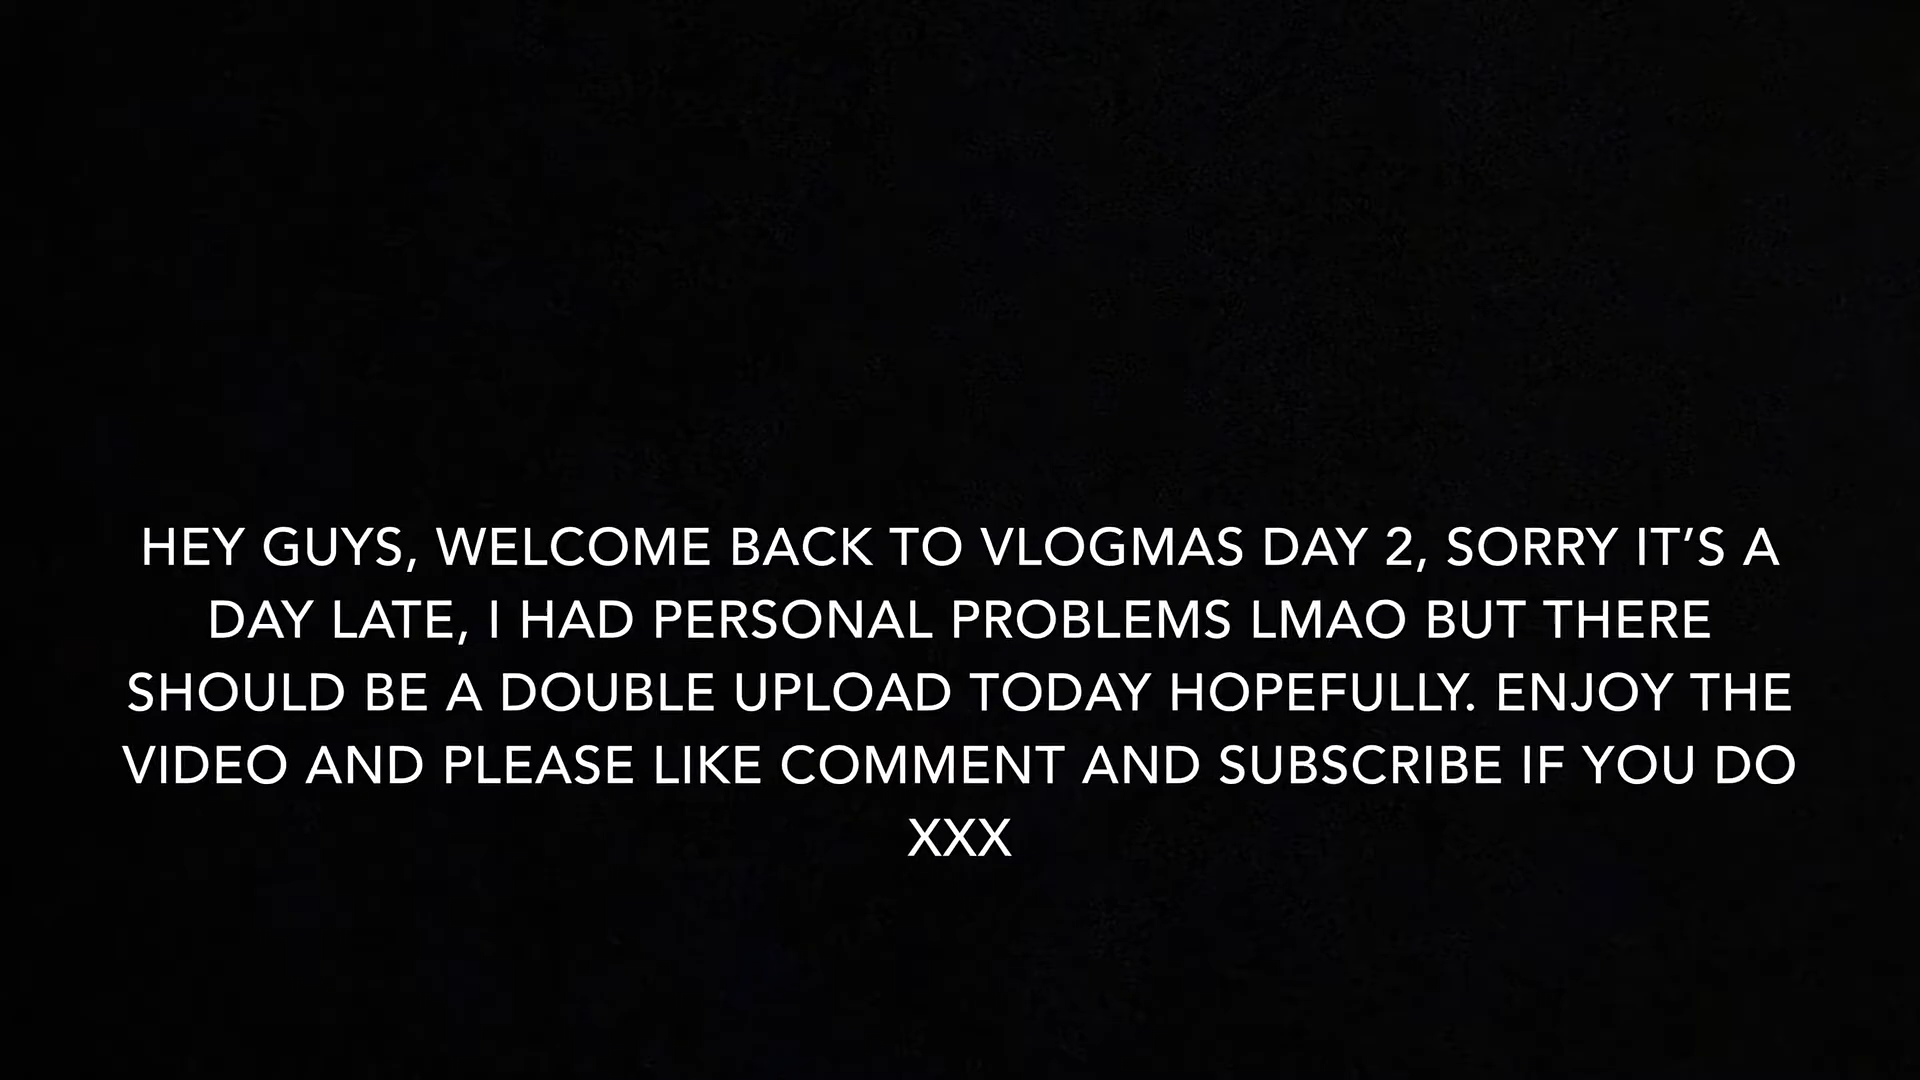 HEY GUYS, WELCOME BACK TO VLOGMAS DAY 2, SORRY IT’S A
DAY LATE, I HAD PERSONAL PROBLEMS LMAO BUT THERE
SHOULD BE A DOUBLE UPLOAD TODAY HOPEFULLY. ENJOY THE
VIDEO AND PLEASE LIKE COMMENT AND SUBSCRIBE IF YOU DO
XXX